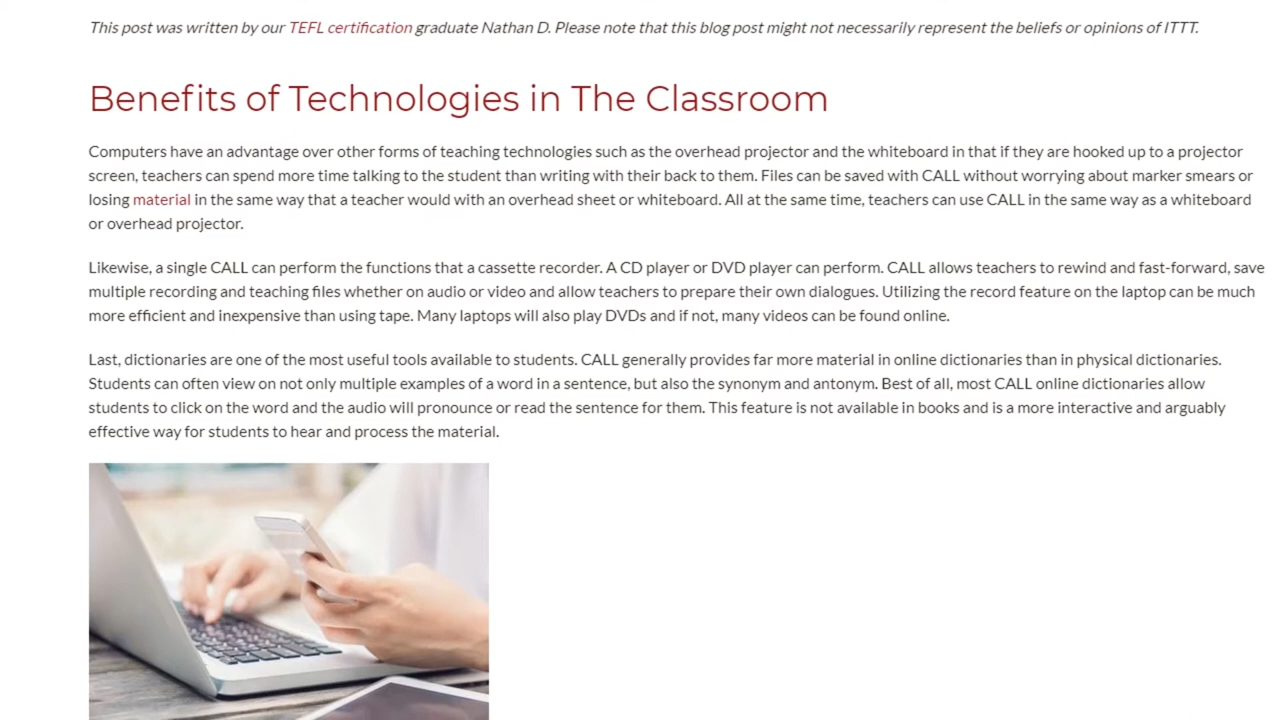 This post was written by our TEFL certification graduate Nathan D. Please note that this blog post might not necessarily represent the beliefs or opinions of ITTT.
Benefits of Technologies in The Classroom
Computers have an advantage over other forms of teaching technologies such as the overhead projector and the whiteboard in that if they are hooked up to a projector
screen, teachers can spend more time talking to the student than writing with their back to them. Files can be saved with CALL without worrying about marker smears or
losing material in the same way that a teacher would with an overhead sheet or whiteboard. All at the same time, teachers can use CALL in the same way as a whiteboard
or overhead projector.
Likewise, a single CALL can perform the functions that a cassette recorder. A CD player or DVD player can perform. CALL allows teachers to rewind and fast-forward, save
multiple recording and teaching files whether on audio or video and allow teachers to prepare their own dialogues. Utilizing the record feature on the laptop can be much
more efficient and inexpensive than using tape. Many laptops will also play DVDs and if not, many videos can be found online.
Last, dictionaries are one of the most useful tools available to students. CALL generally provides far more material in online dictionaries than in physical dictionaries.
Students can often view on not only multiple examples of a word in a sentence, but also the synonym and antonym. Best of all, most CALL online dictionaries allow
students to click on the word and the audio will pronounce or read the sentence for them. This feature is not available in books and is a more interactive and arguably
effective way for students to hear and process the material.